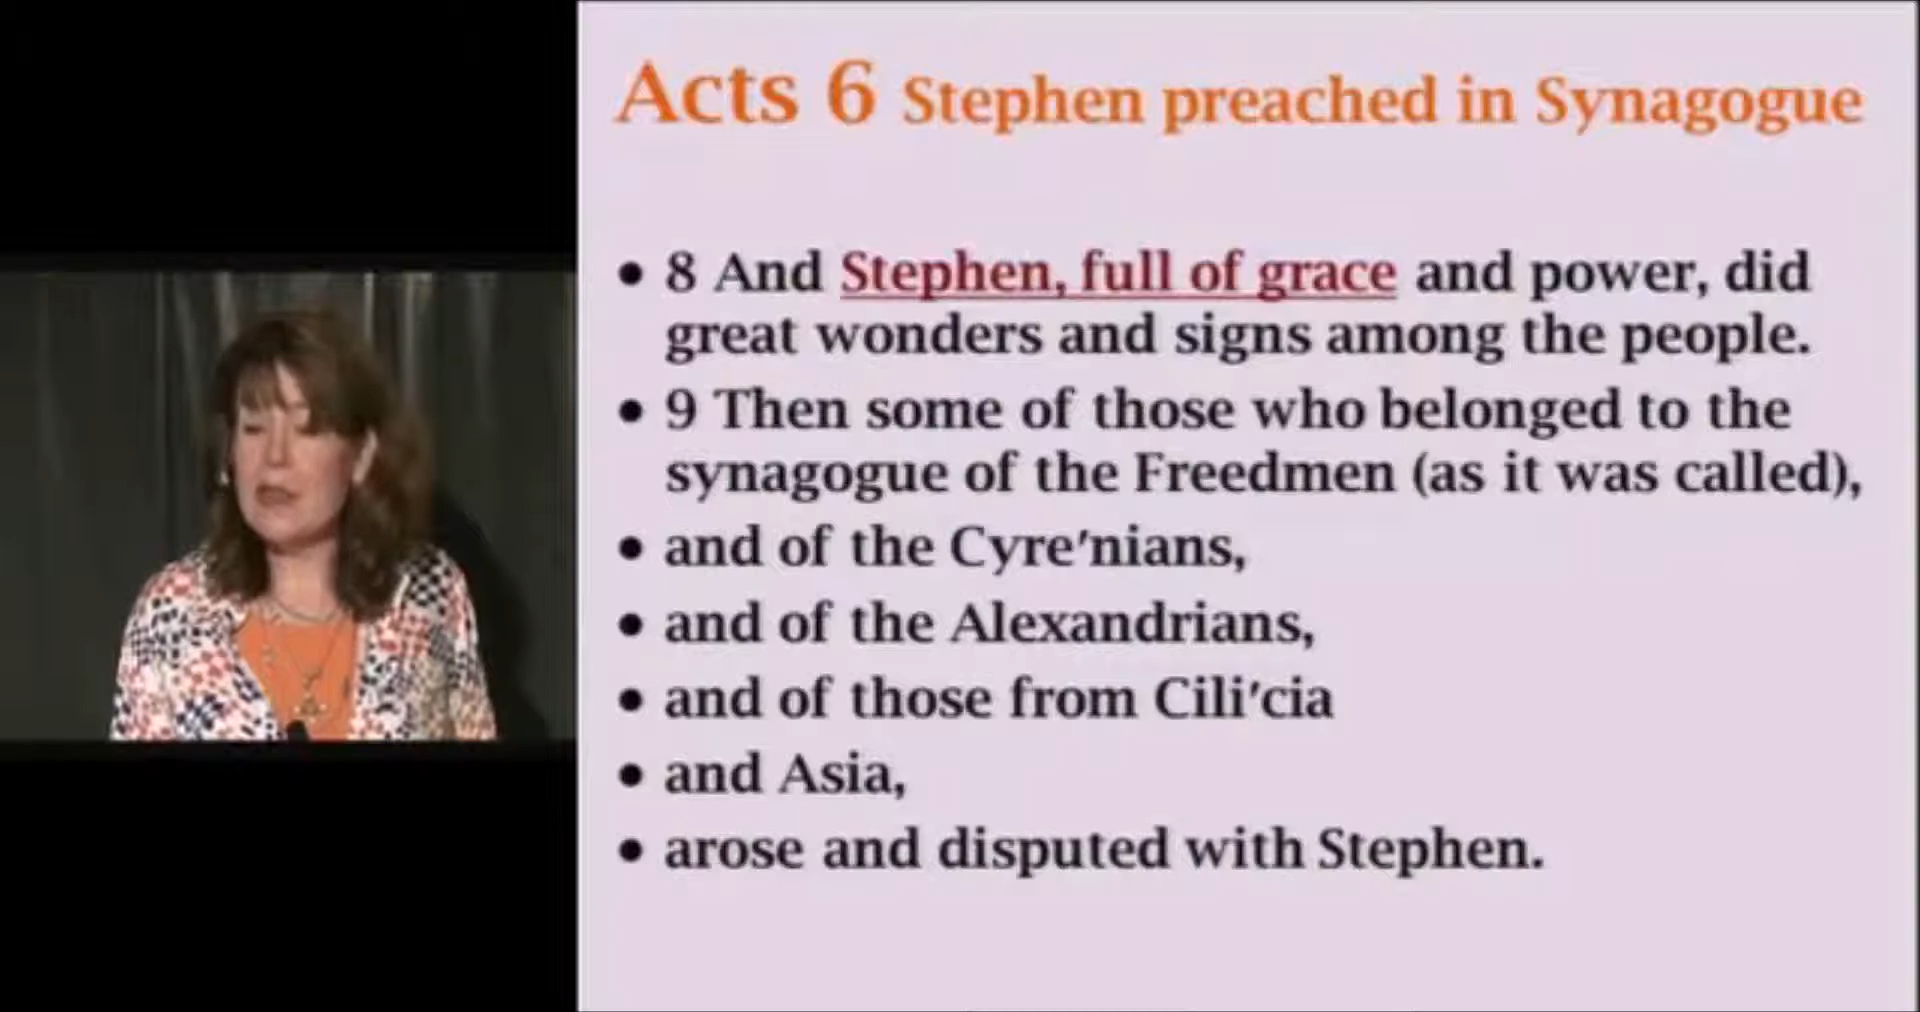 Acts 6 Stephen preached in Synagogue
• 8 And Stephen, full of grace and power, did
great wonders and signs among the people.
• 9 Then some of those who belonged to the
synagogue of the Freedmen (as it was called),
• and of the Cyre′nians,
• and of the Alexandrians,
• and of those from Cili′cia
• and Asia,
• arose and disputed with Stephen.